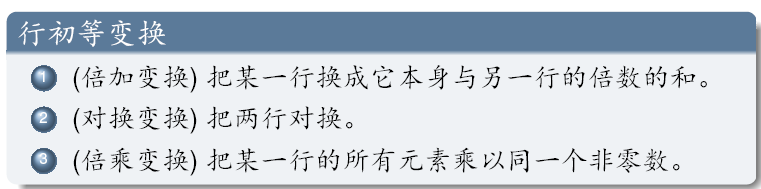 行初等变换
1 (倍加变换) 把某一行换成它本身与另一行的倍数的和。
2 (对换变换) 把两行对换。
3 (倍乘变换) 把某一行的所有元素乘以同一个非零数。